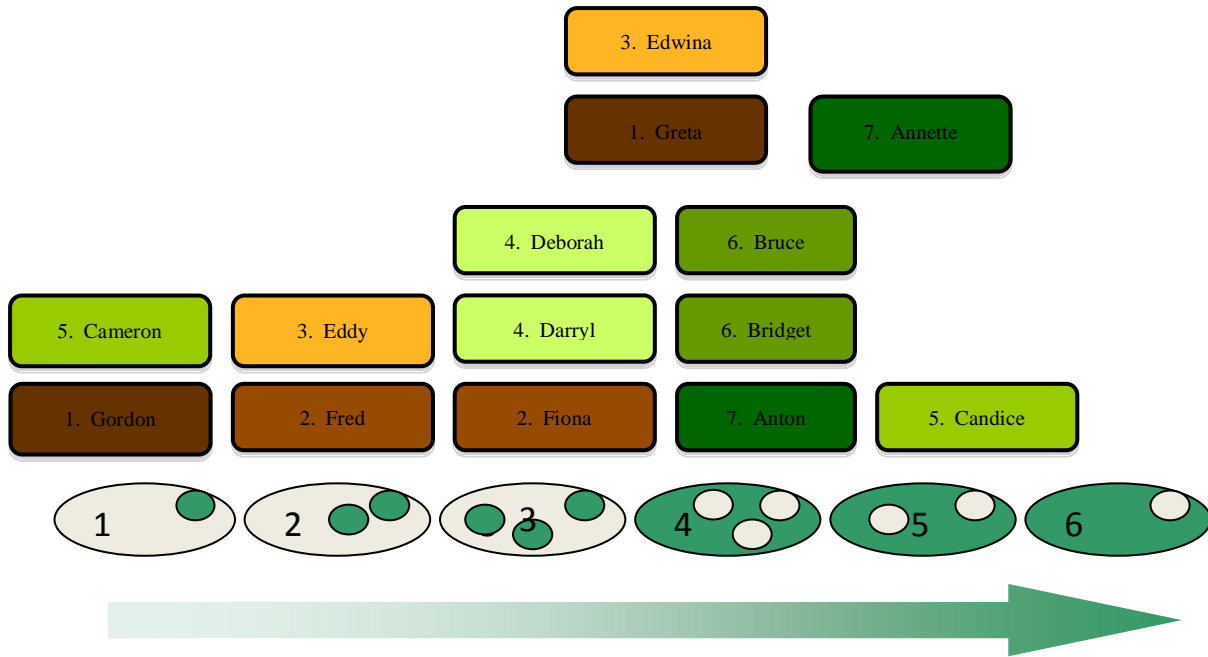 3. Edwina
1. Greta
7. Annette
4. Deborah
6. Bruce
5. Cameron
3. Eddy
4. Darryl
6. Bridget
1. Gordon
2. Fred
2. Fiona
7. Anton
5. Candice
1
2
3
4
5
6